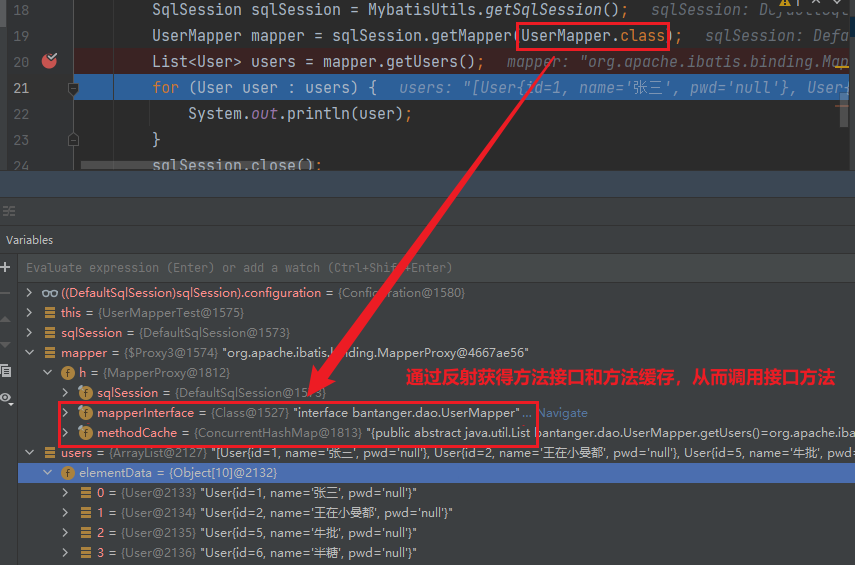 18 SqlSession sqlSession = MybatisUtils.getSqlSession(); sqlSession: DefaultSq
19 UserMapper mapper = sqlSession.getMapper(UserMapper.class); sqlSession: Defa
20 List<User> users = mapper.getUsers(); mapper: "org.apache.ibatis.binding.Map
21 for (User user : users) { users: "[User{id=1, name='张三', pwd='null'}, User{
22 System.out.println(user);
23 }
24 sqlSession.close();
Variables
Evaluate expression (Enter) or add a watch (Ctrl+Shift+Enter)
((DefaultSqlSession)sqlSession).configuration = {Configuration@1580}
this = {UserMapperTest@1575}
sqlSession = {DefaultSqlSession@1573}
mapper = {$Proxy3@1574} "org.apache.ibatis.binding.MapperProxy@4667ae56"
h = {MapperProxy@1812}
通过反射获得方法接口和方法缓存，从而调用接口方法
sqlSession = {DefaultSqlSession@1573}
mapperInterface = {Class@1527} "interface bantanger.dao.UserMapper"... Navigate
methodCache = {ConcurrentHashMap@1813} "{public abstract java.util.List bantanger.dao.UserMapper.getUsers()=org.apache.iba
users = {ArrayList@2127} "[User{id=1, name='张三', pwd='null'}, User{id=2, name='王在小曼都', pwd='null'}, User{id=5, name='牛批', pwd=
elementData = {Object[10]@2132}
0 = {User@2133} "User{id=1, name='张三', pwd='null'}"
1 = {User@2134} "User{id=2, name='王在小曼都', pwd='null'}"
2 = {User@2135} "User{id=5, name='牛批', pwd='null'}"
3 = {User@2136} "User{id=6, name='半糖', pwd='null'}"